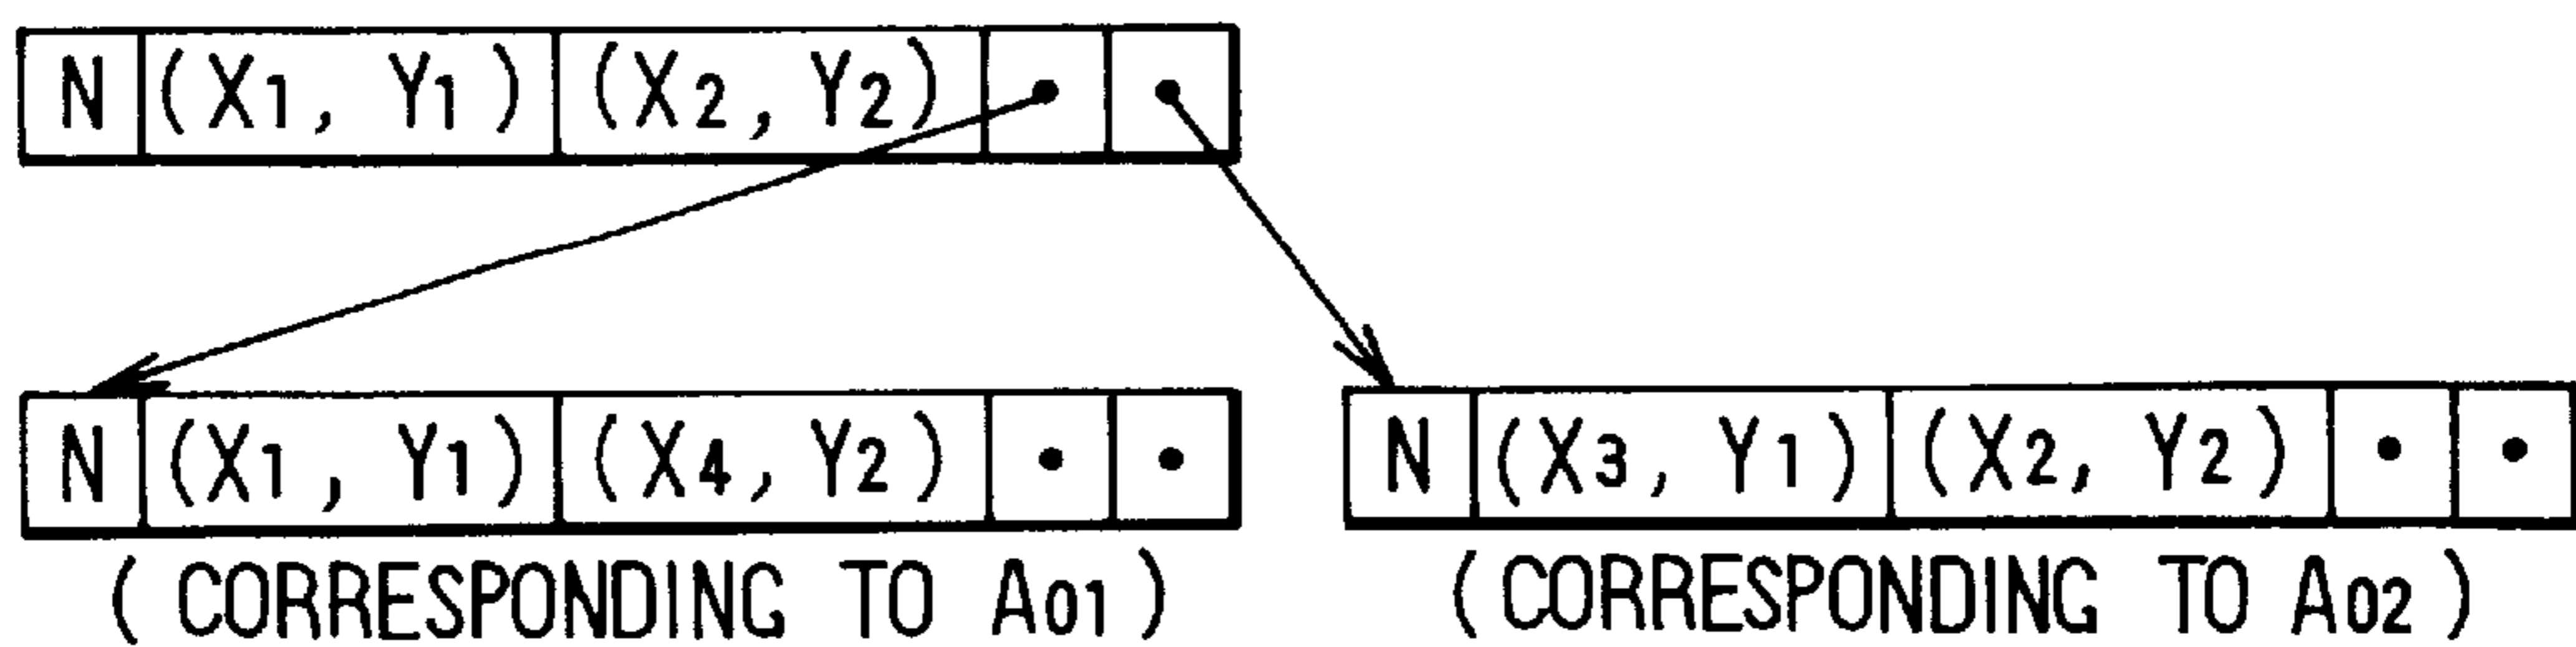 N (X1, Y1) (X2, Y2)
N (X1, Y1) (X4, Y2) N (X3, Y1) (X2, Y2)
(CORRESPONDING TO A01) (CORRESPONDING TO A02)